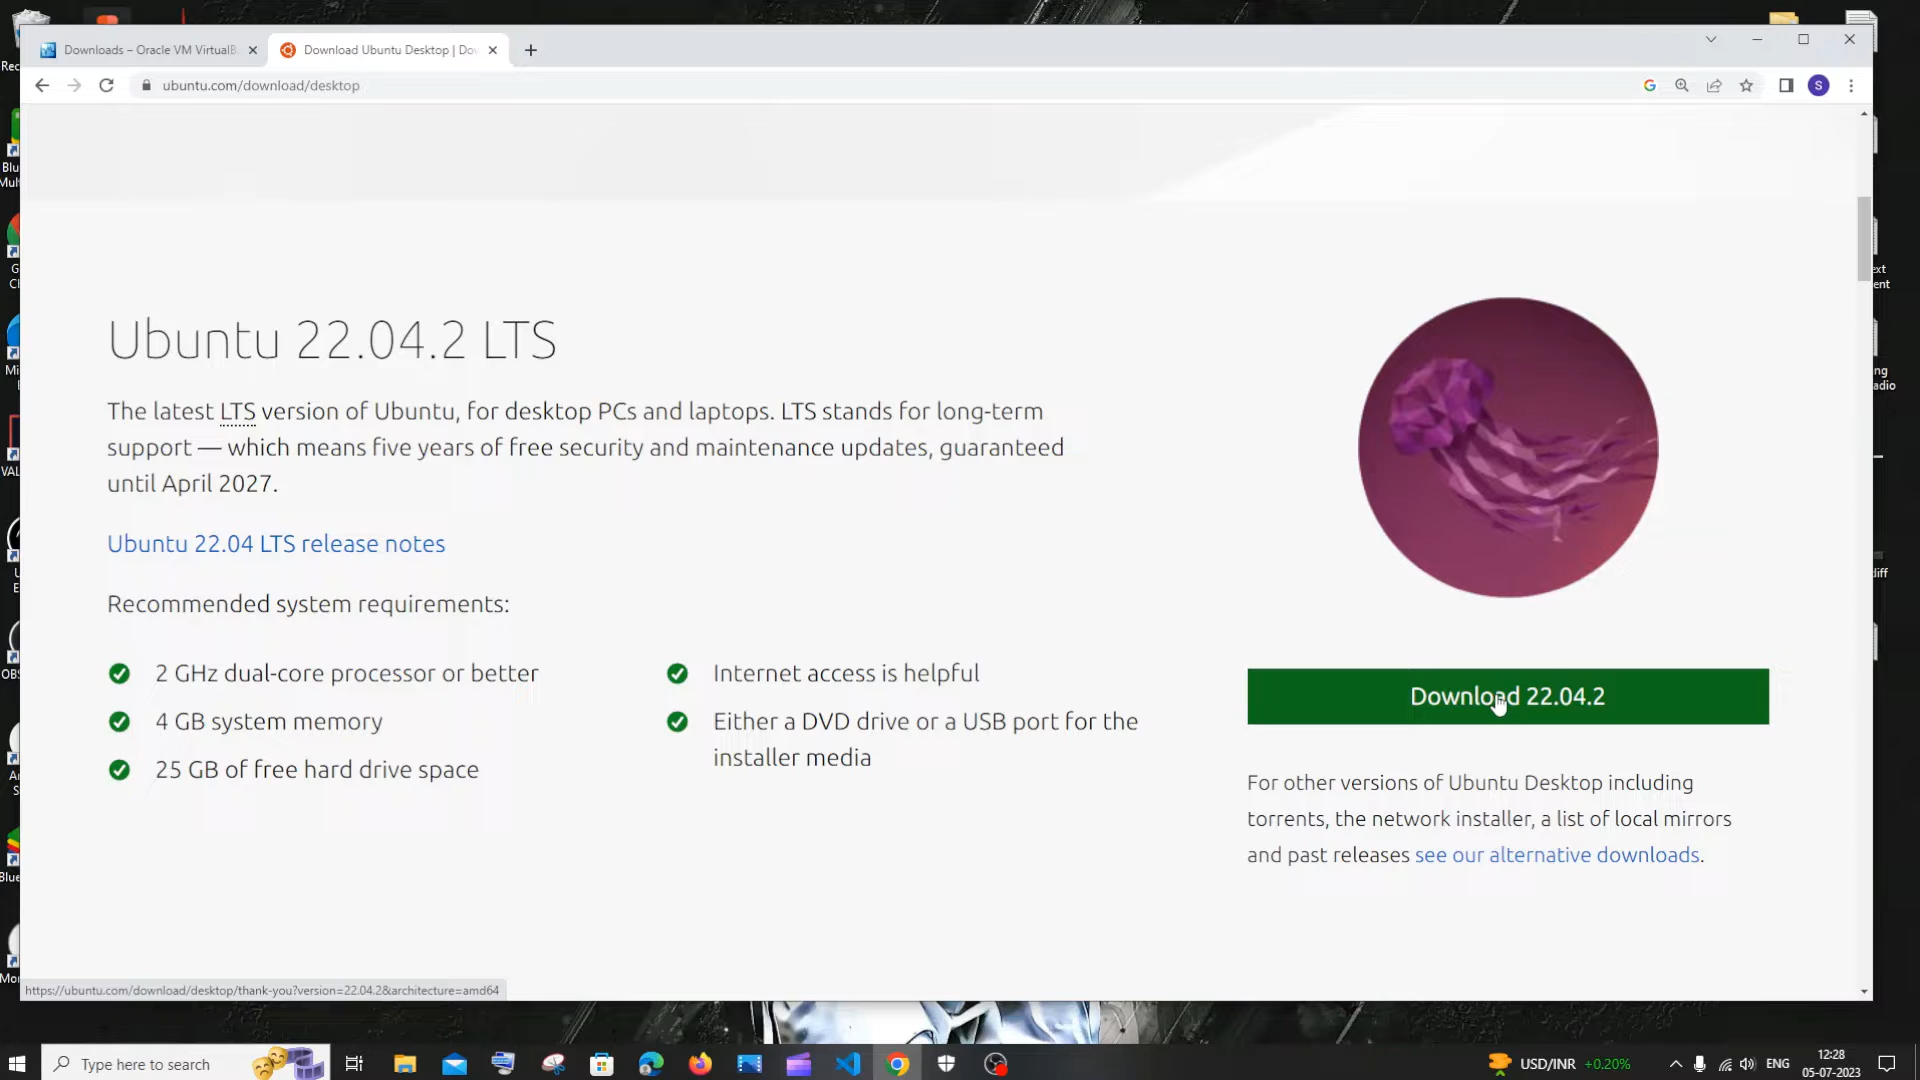 Downloads – Oracle VM VirtualB
Download Ubuntu Desktop | Dow
ubuntu.com/download/desktop
Ubuntu 22.04.2 LTS
The latest LTS version of Ubuntu, for desktop PCs and laptops. LTS stands for long-term
support — which means five years of free security and maintenance updates, guaranteed
until April 2027.
Ubuntu 22.04 LTS release notes
Recommended system requirements:
2 GHz dual-core processor or better
4 GB system memory
25 GB of free hard drive space
Internet access is helpful
Either a DVD drive or a USB port for the
installer media
Download 22.04.2
For other versions of Ubuntu Desktop including
torrents, the network installer, a list of local mirrors
and past releases see our alternative downloads.
https://ubuntu.com/download/desktop/thank-you?version=22.04.2&architecture=amd64
Type here to search
USD/INR +0.20%
ENG
12:28
05-07-2023